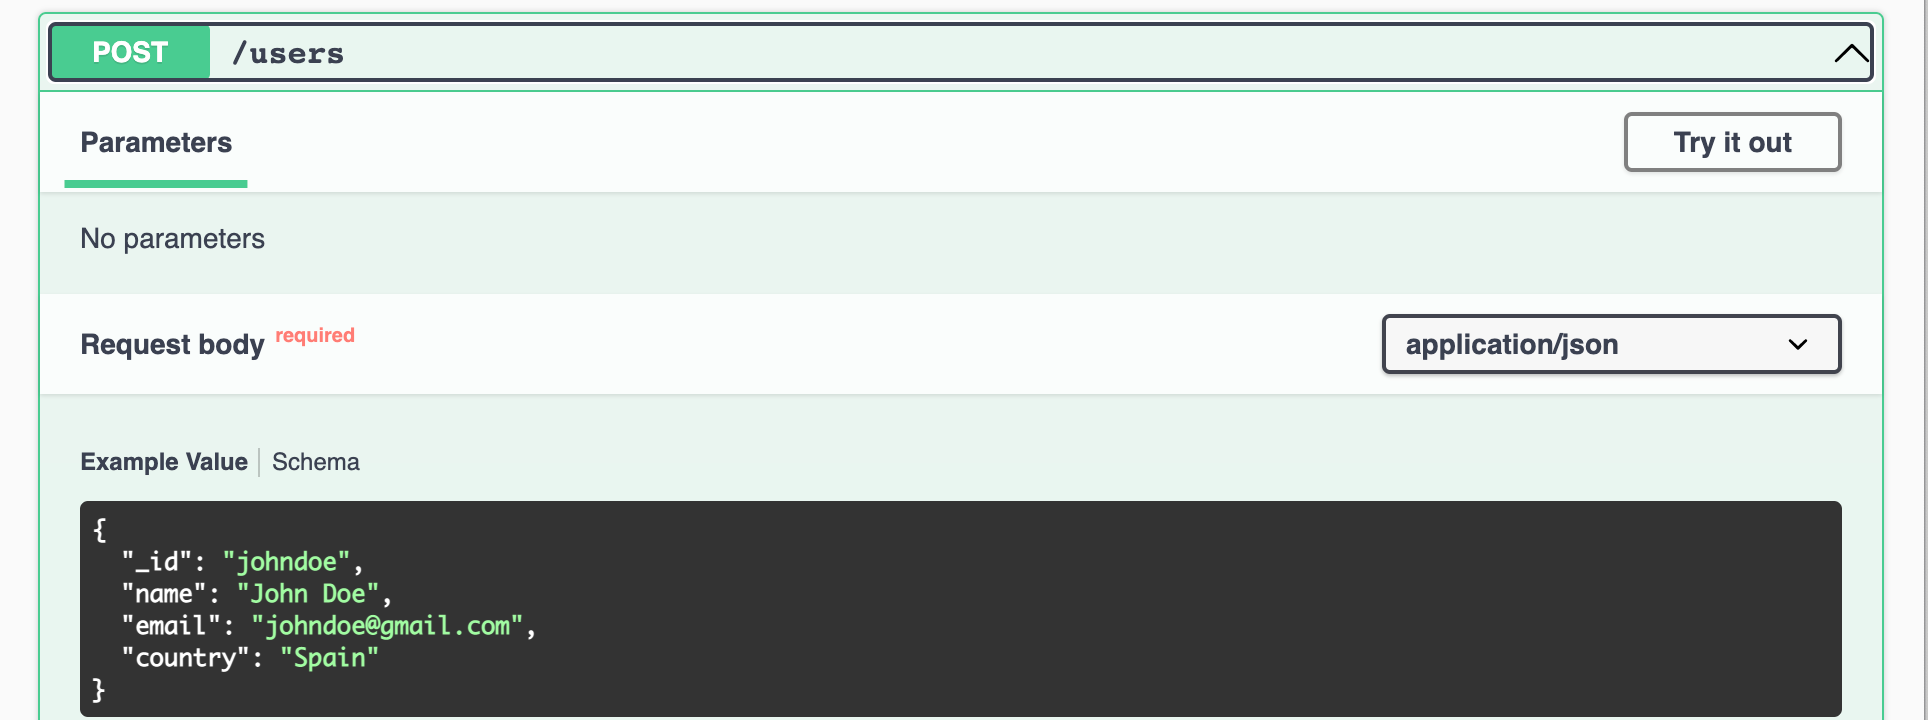 POST /users
Parameters
Try it out
No parameters
Request body required
application/json
Example Value
Schema
{
  "_id": "johndoe",
  "name": "John Doe",
  "email": "johndoe@gmail.com",
  "country": "Spain"
}